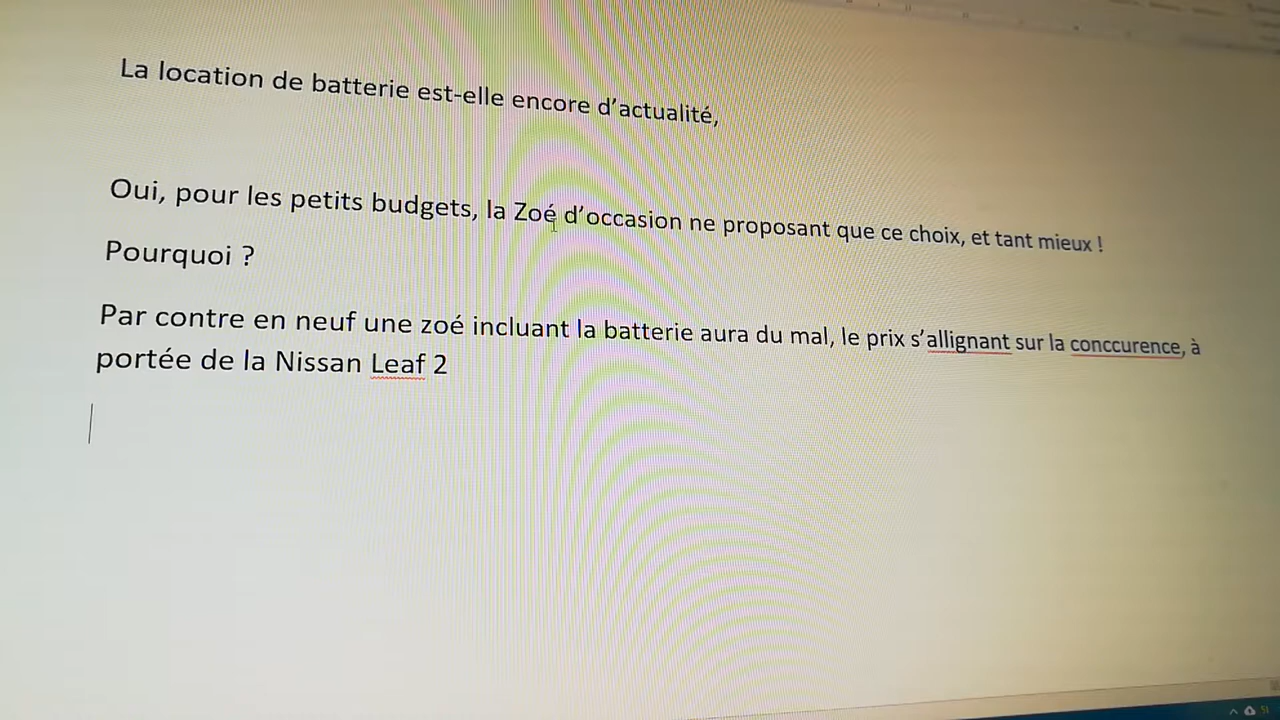 La location de batterie est-elle encore d’actualité,
Oui, pour les petits budgets, la Zoé d’occasion ne proposant que ce choix, et tant mieux !
Pourquoi ?
Par contre en neuf une zoé incluant la batterie aura du mal, le prix s’allignant sur la conccurence, à
portée de la Nissan Leaf 2